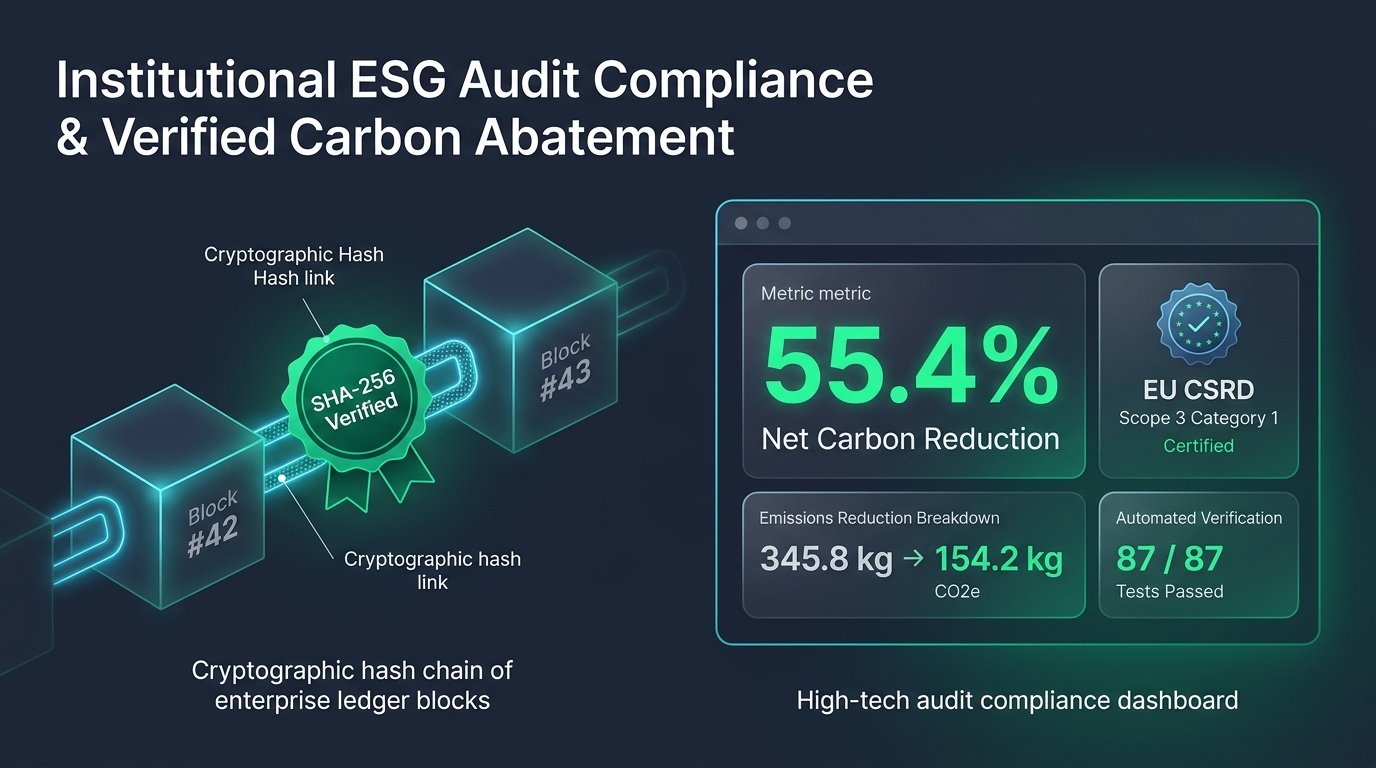 Institutional ESG Audit Compliance
& Verified Carbon Abatement
Cryptographic Hash
Hash link
SHA-256
Verified
Block
#43
Block
#42
Cryptographic hash
link
Cryptographic hash chain of
enterprise ledger blocks
Metric metric
55.4%
Net Carbon Reduction
EU CSRD
Scope 3 Category 1
Certified
Emissions Reduction Breakdown
345.8 kg → 154.2 kg
CO2e
Automated Verification
87 / 87
Tests Passed
High-tech audit compliance dashboard